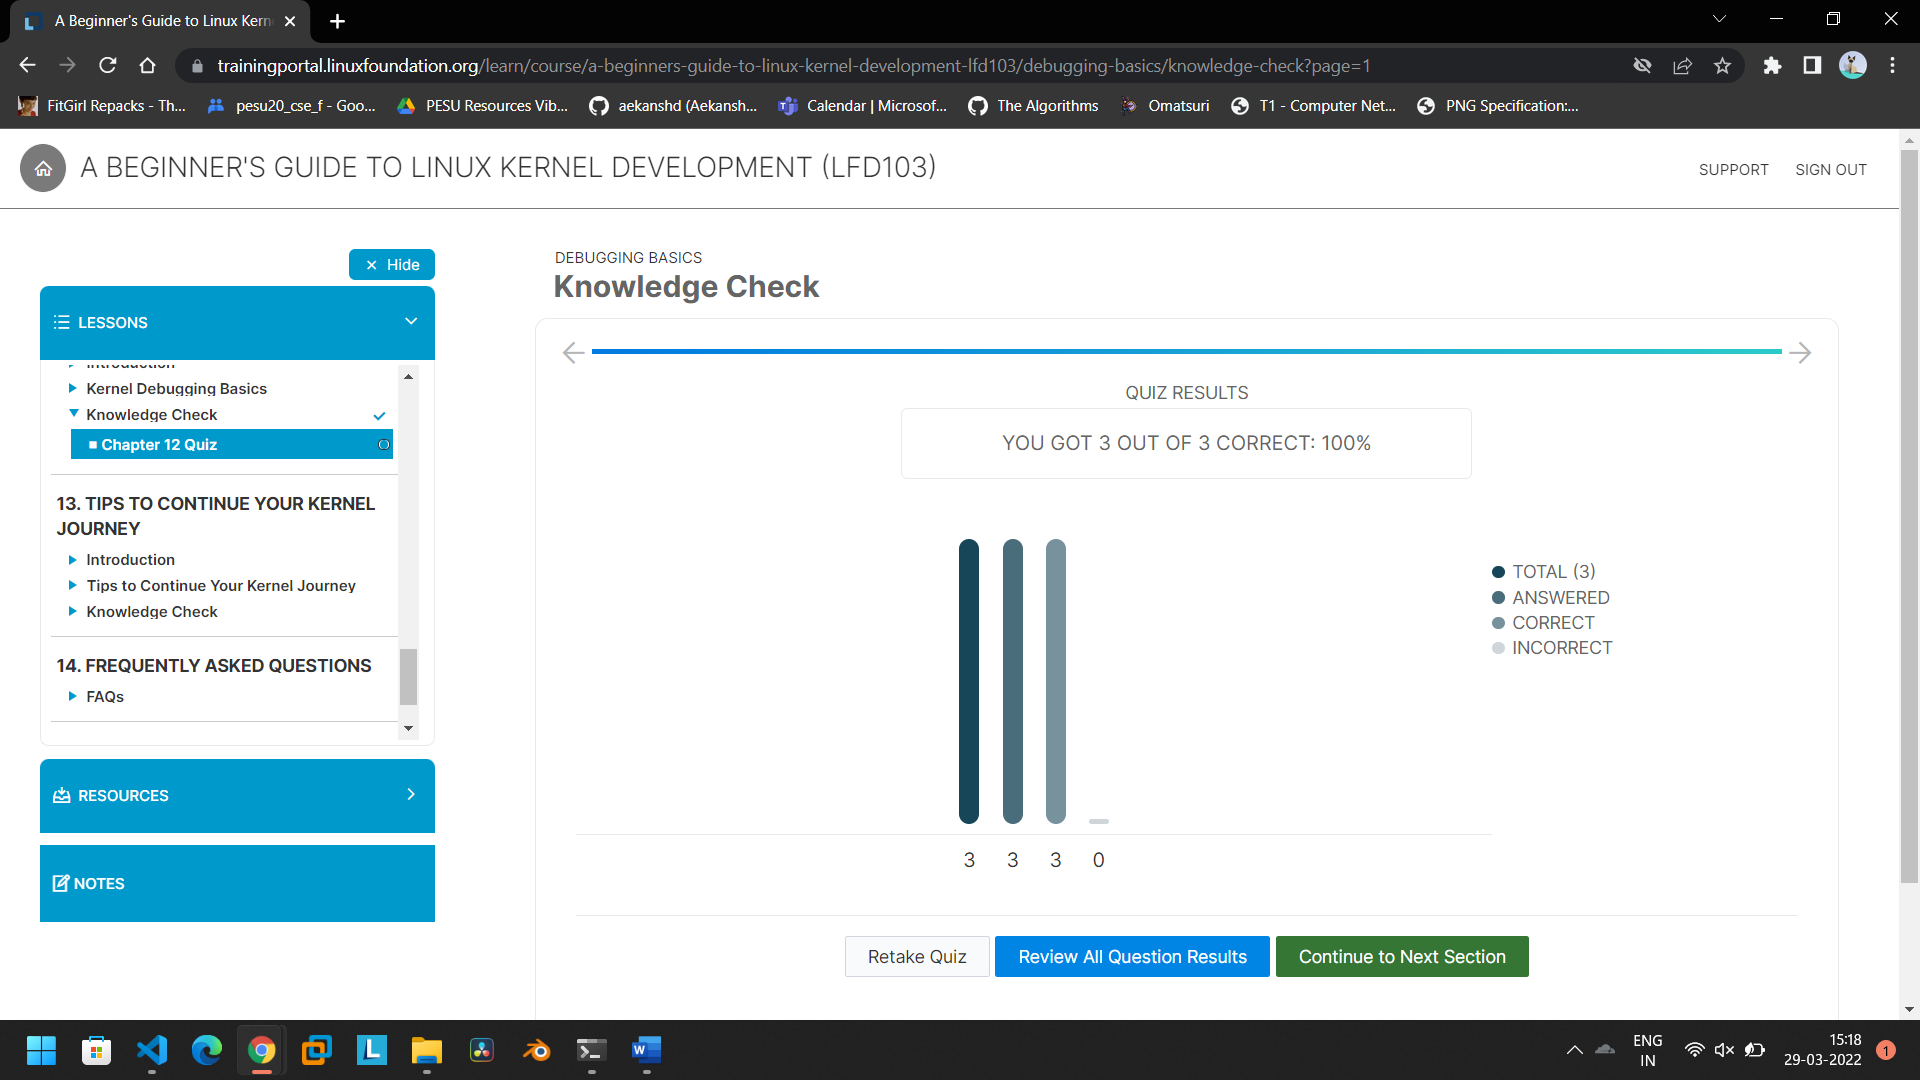 A Beginner's Guide to Linux Kern
trainingportal.linuxfoundation.org/learn/course/a-beginners-guide-to-linux-kernel-development-lfd103/debugging-basics/knowledge-check?page=1
FitGirl Repacks - Th...
pesu20_cse_f - Goo...
PESU Resources Vib...
aekanshd (Aekansh...
Calendar | Microsof...
The Algorithms
Omatsuri
T1 - Computer Net...
PNG Specification:...
A BEGINNER'S GUIDE TO LINUX KERNEL DEVELOPMENT (LFD103)
SUPPORT
SIGN OUT
Hide
LESSONS
Introduction
Kernel Debugging Basics
Knowledge Check
Chapter 12 Quiz
13. TIPS TO CONTINUE YOUR KERNEL
JOURNEY
Introduction
Tips to Continue Your Kernel Journey
Knowledge Check
14. FREQUENTLY ASKED QUESTIONS
FAQs
RESOURCES
NOTES
DEBUGGING BASICS
Knowledge Check
QUIZ RESULTS
YOU GOT 3 OUT OF 3 CORRECT: 100%
TOTAL (3)
ANSWERED
CORRECT
INCORRECT
3 3 3 0
Retake Quiz
Review All Question Results
Continue to Next Section
ENG
IN
15:18
29-03-2022
1